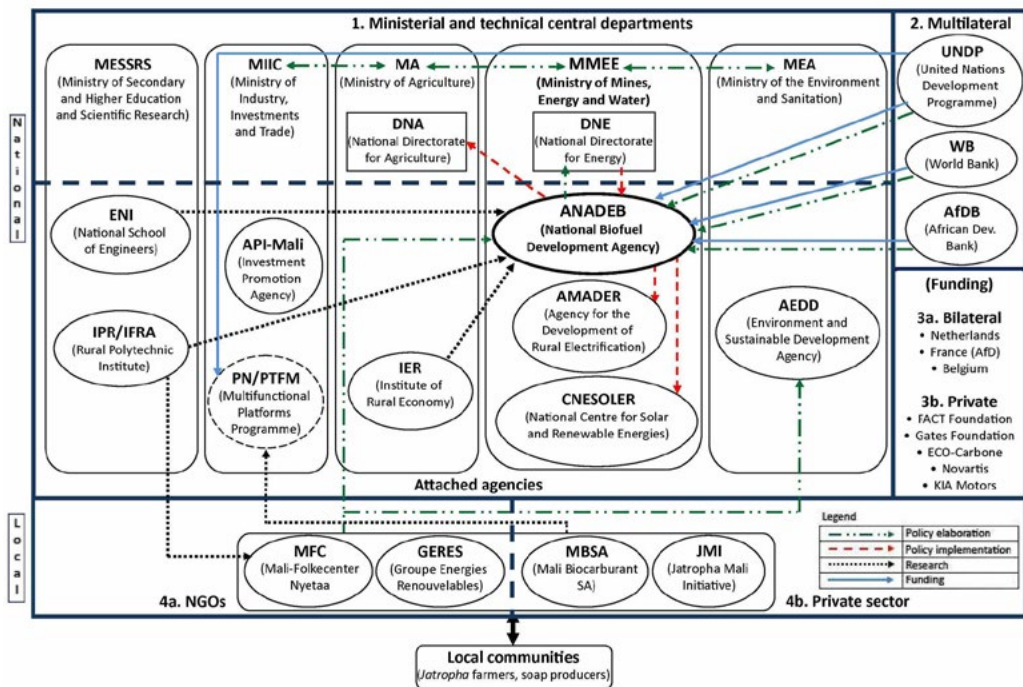 1. Ministerial and technical central departments
2. Multilateral
National
MESSRS
(Ministry of Secondary
and Higher Education
and Scientific Research)
MIIC
(Ministry of
Industry,
Investments
and Trade)
MA
(Ministry of Agriculture)
MMEE
(Ministry of Mines,
Energy and Water)
MEA
(Ministry of the Environment
and Sanitation)
UNDP
(United Nations
Development
Programme)
DNA
(National Directorate
for Agriculture)
DNE
(National Directorate
for Energy)
WB
(World Bank)
AfDB
(African Dev.
Bank)
ENI
(National School
of Engineers)
API-Mali
(Investment
Promotion
Agency)
ANADEB
(National Biofuel
Development Agency)
AMADER
(Agency for the
Development of
Rural Electrification)
AEDD
(Environment and
Sustainable Development
Agency)
IPR/IFRA
(Rural Polytechnic
Institute)
PN/PTFM
(Multifunctional
Platforms
Programme)
IER
(Institute of
Rural Economy)
CNESOLER
(National Centre for Solar
and Renewable Energies)
Attached agencies
(Funding)
3a. Bilateral
• Netherlands
• France (AfD)
• Belgium
3b. Private
• FACT Foundation
• Gates Foundation
• ECO-Carbone
• Novartis
• KIA Motors
Local
MFC
(Mali-Folkecenter
Nyetaa
GERES
(Groupe Energies
Renouvelables)
MBSA
(Mali Biocarburant
SA)
JMI
(Jatropha Mali
Initiative)
4a. NGOs
4b. Private sector
Legend
Policy elaboration
Policy implementation
Research
Funding
Local communities
(Jatropha farmers, soap producers)